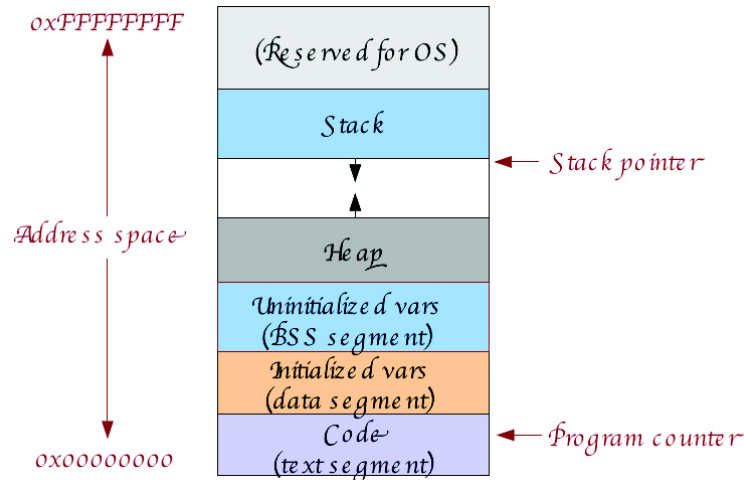 0xFFFFFFFF
(Reserved for OS)
Stack
Stack pointer
Address space
Heap
Uninitialized vars
(BSS segment)
Initialized vars
(data segment)
Code
(text segment)
Program counter
0x00000000